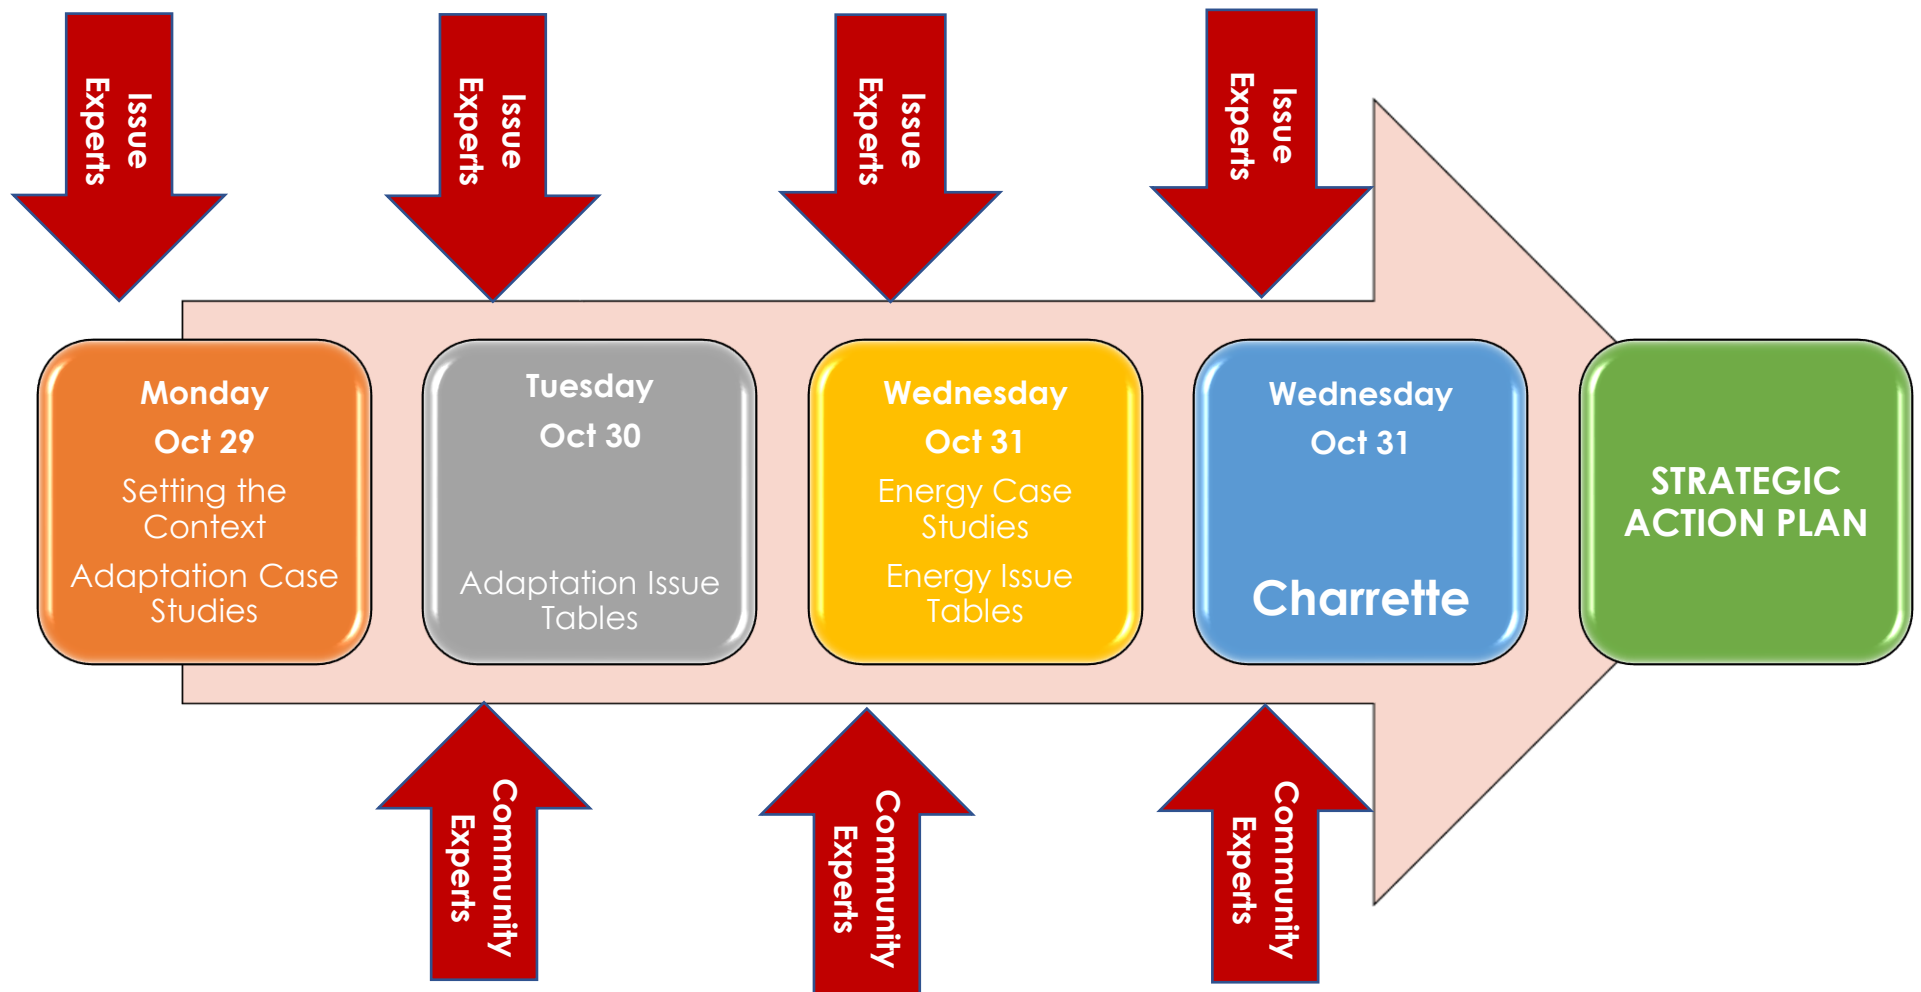 Issue
Experts
Issue
Experts
Issue
Experts
Issue
Experts
Monday
Oct 29
Setting the
Context
Adaptation Case
Studies
Tuesday
Oct 30
Adaptation Issue
Tables
Wednesday
Oct 31
Energy Case
Studies
Energy Issue
Tables
Wednesday
Oct 31
Charrette
STRATEGIC
ACTION PLAN
Community
Experts
Community
Experts
Community
Experts